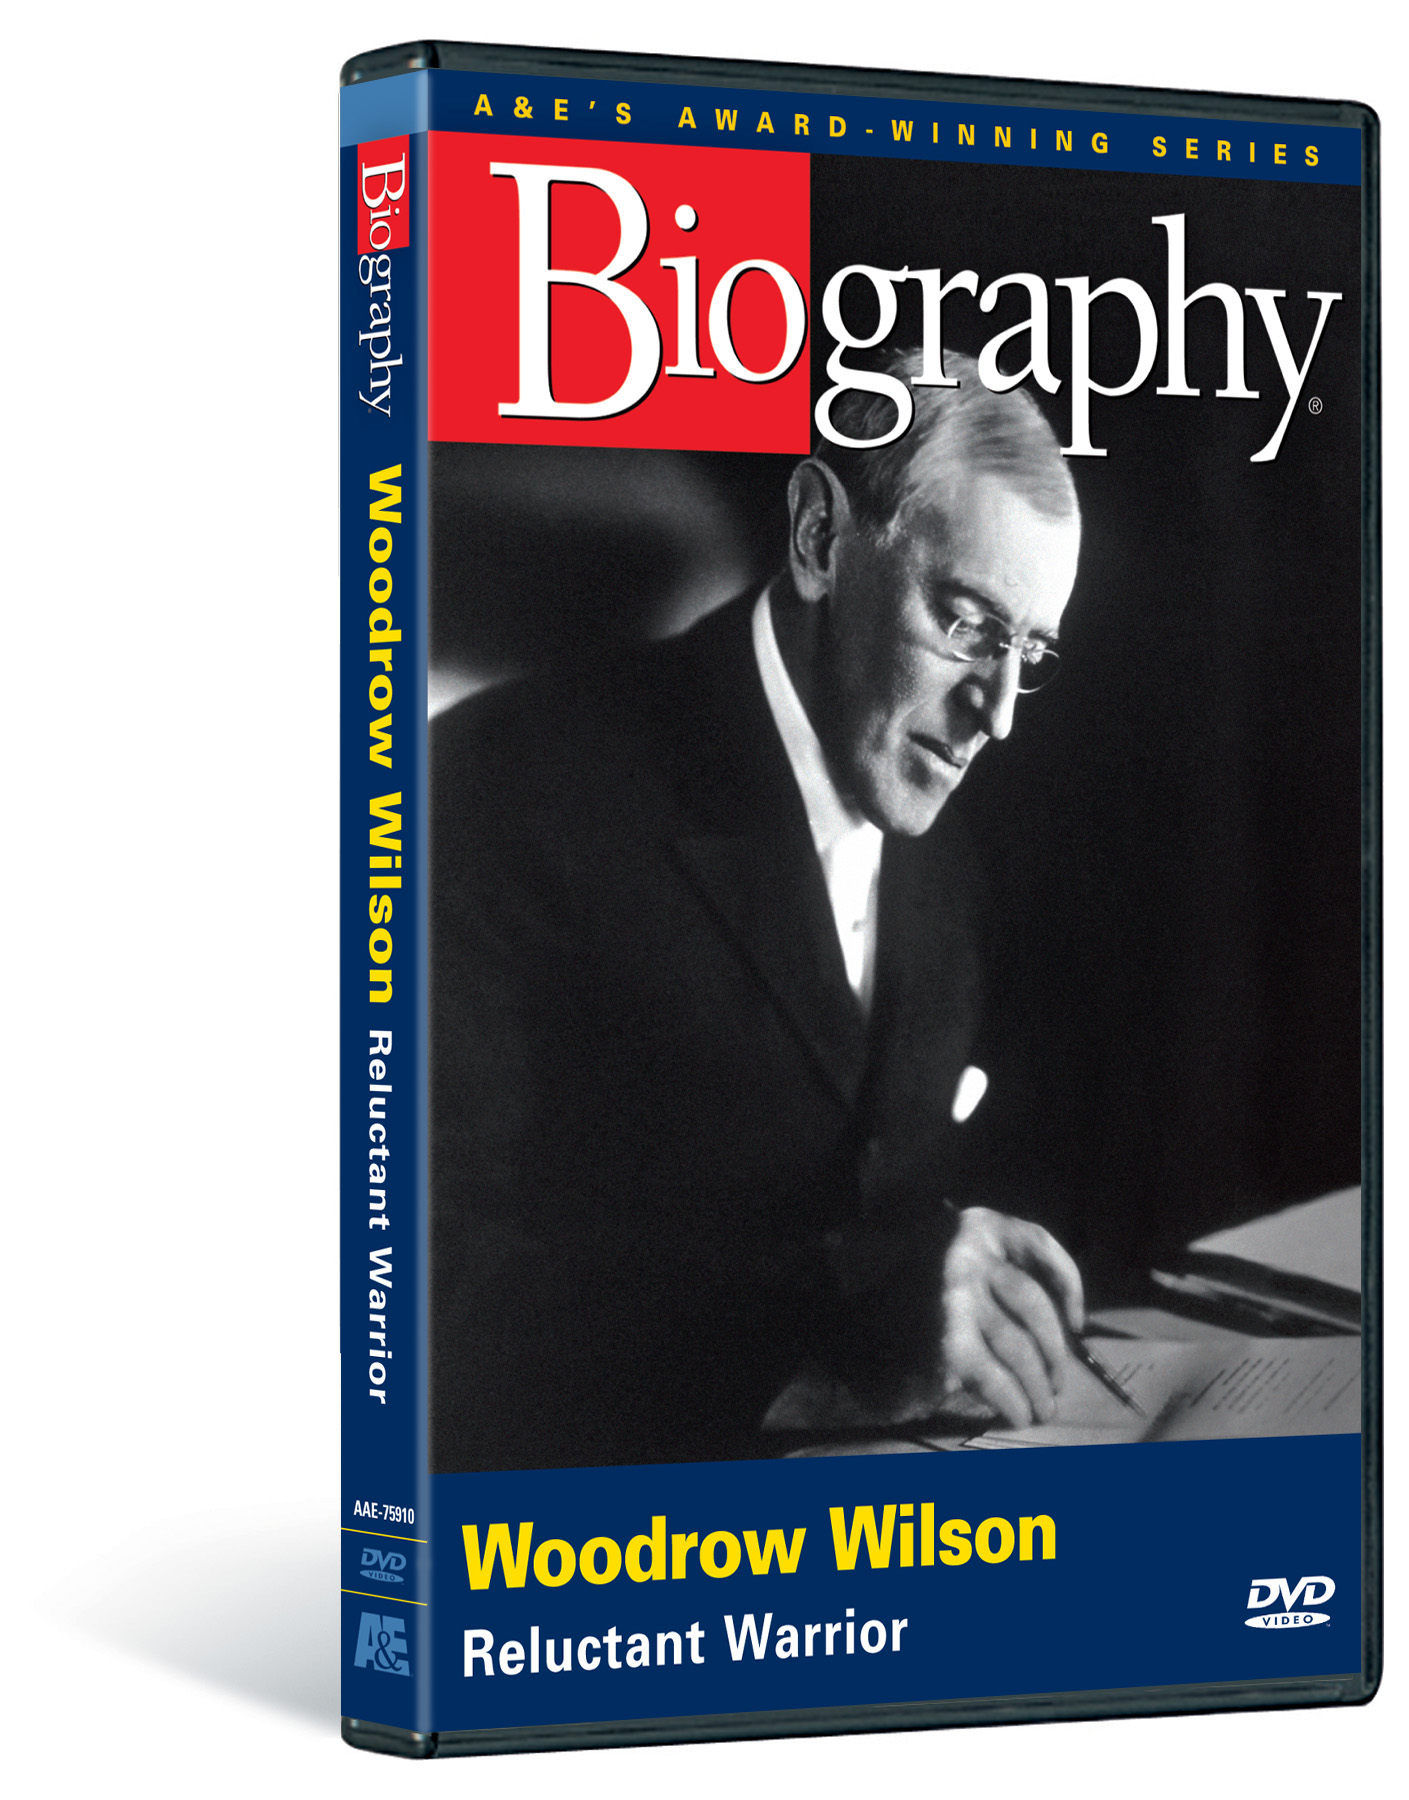 A&E'S AWARD-WINNING SERIES
Biography®
Woodrow Wilson
Reluctant Warrior
DVD
VIDEO
Biography
Woodrow Wilson Reluctant Warrior
AAE-75910
DVD
VIDEO
A&E